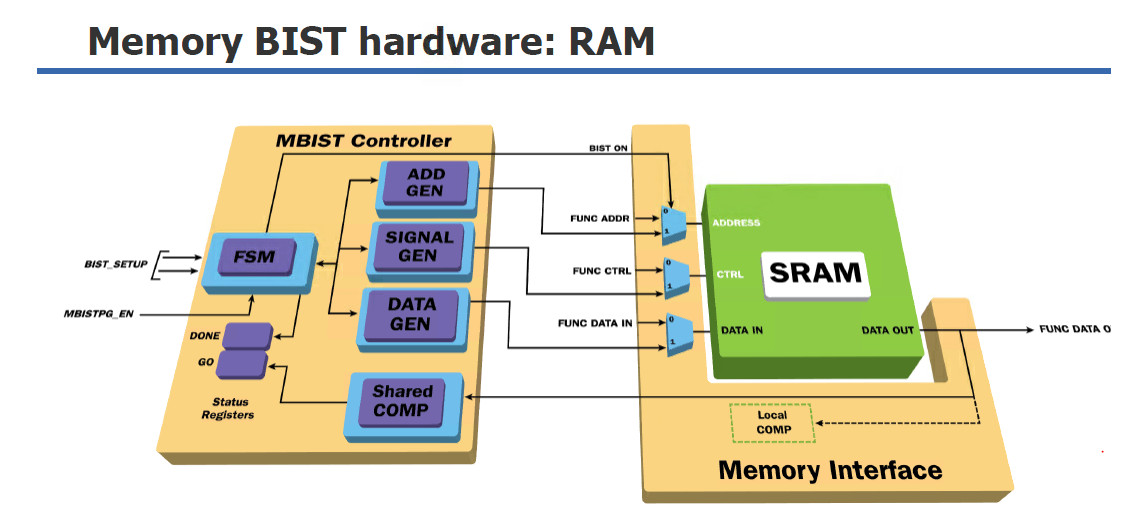 Memory BIST hardware: RAM
MBIST Controller
BIST ON
ADD
GEN
FUNC ADDR
0
1
ADDRESS
SIGNAL
GEN
FSM
BIST_SETUP
FUNC CTRL
0
1
CTRL
SRAM
MBISTPG_EN
DATA
GEN
FUNC DATA IN
0
1
DATA IN
DATA OUT
FUNC DATA O
DONE
GO
Status
Registers
Shared
COMP
Local
COMP
Memory Interface